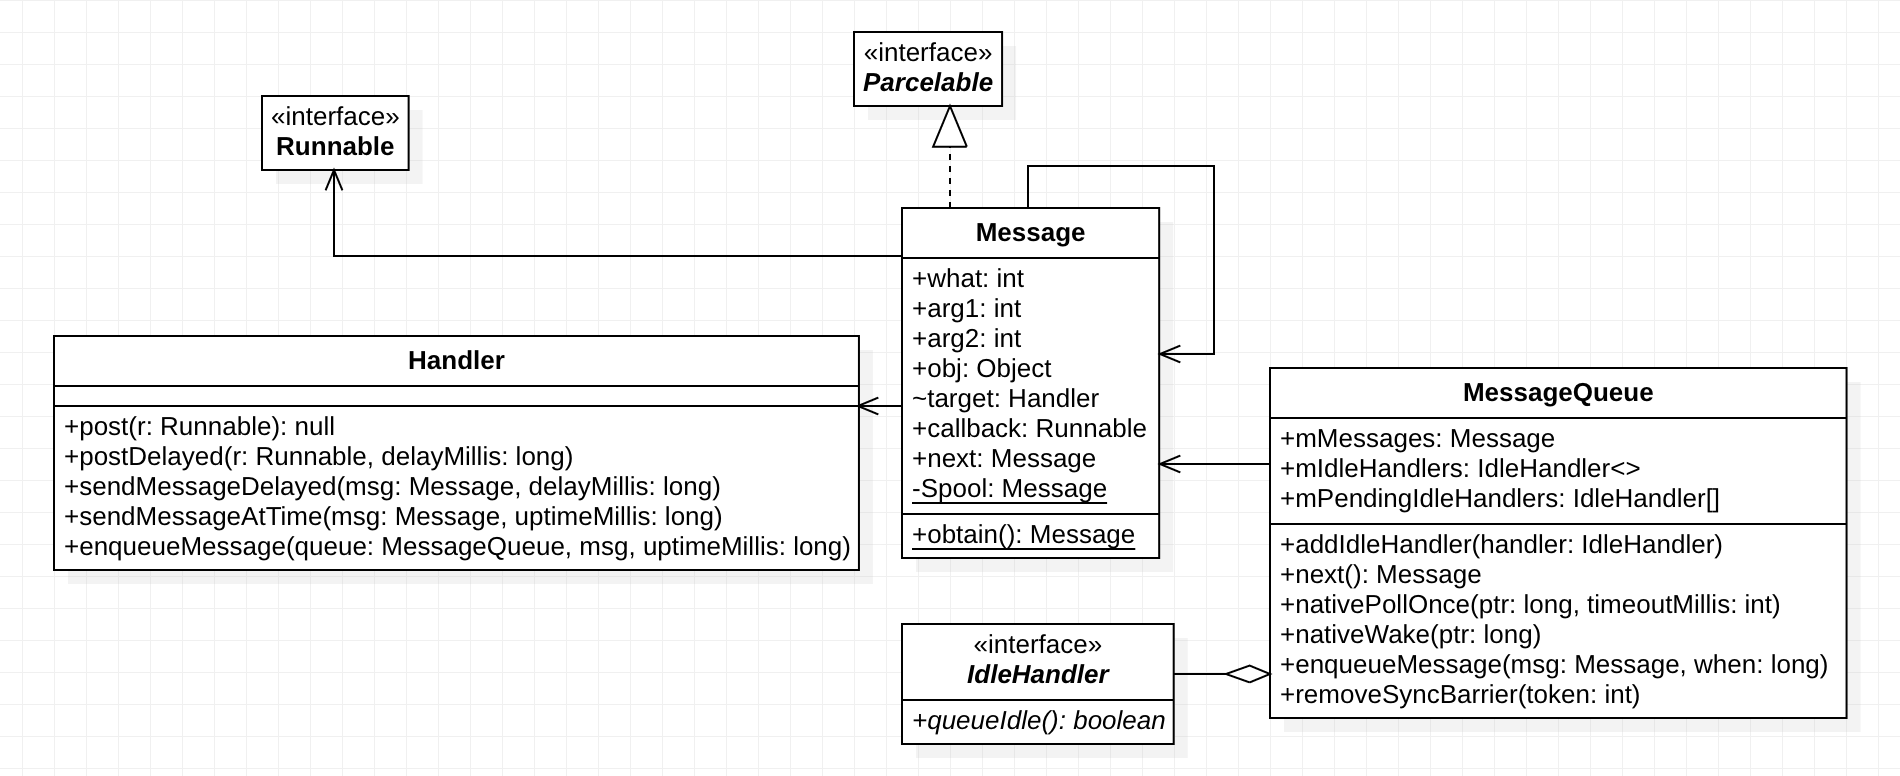 «interface»
Parcelable
«interface»
Runnable
Message
+what: int
+arg1: int
+arg2: int
+obj: Object
~target: Handler
+callback: Runnable
+next: Message
-Spool: Message
+obtain(): Message
Handler
+post(r: Runnable): null
+postDelayed(r: Runnable, delayMillis: long)
+sendMessageDelayed(msg: Message, delayMillis: long)
+sendMessageAtTime(msg: Message, uptimeMillis: long)
+enqueueMessage(queue: MessageQueue, msg, uptimeMillis: long)
MessageQueue
+mMessages: Message
+mIdleHandlers: IdleHandler<>
+mPendingIdleHandlers: IdleHandler[]
+addIdleHandler(handler: IdleHandler)
+next(): Message
+nativePollOnce(ptr: long, timeoutMillis: int)
+nativeWake(ptr: long)
+enqueueMessage(msg: Message, when: long)
+removeSyncBarrier(token: int)
«interface»
IdleHandler
+queueIdle(): boolean